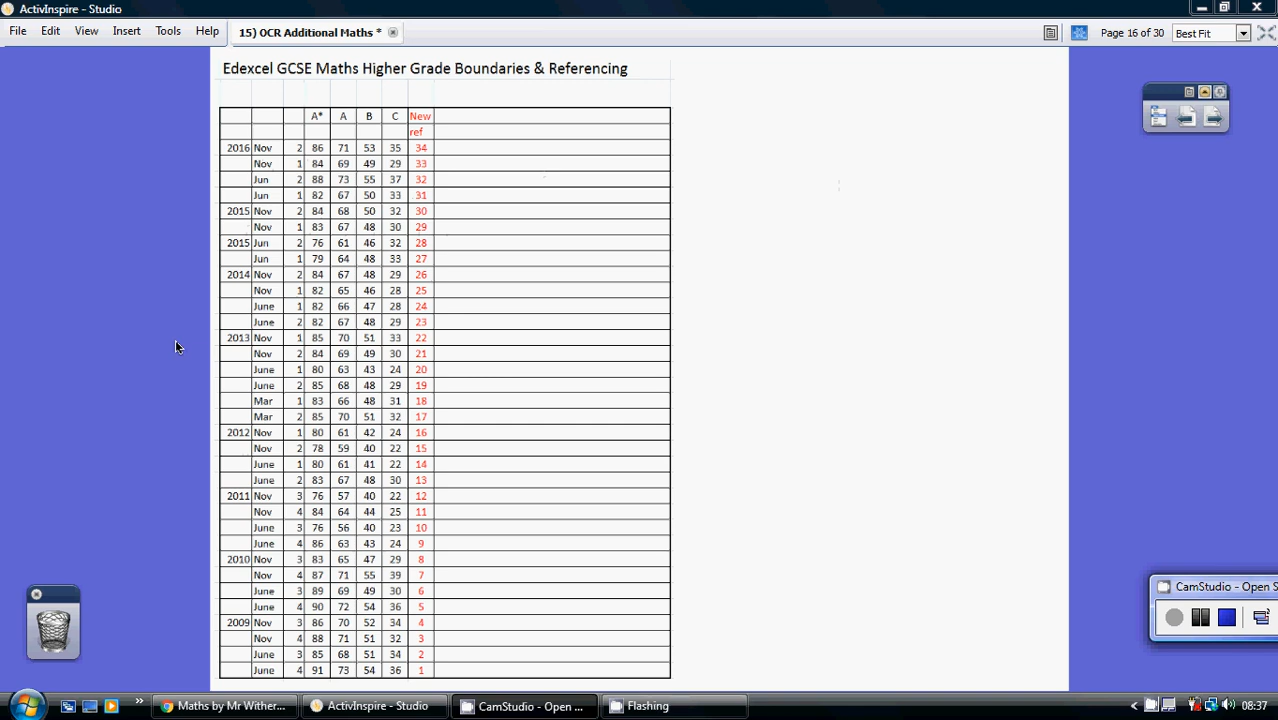 ActivInspire - Studio
File Edit View Insert Tools Help 15) OCR Additional Maths * Page 16 of 30 Best Fit
Edexcel GCSE Maths Higher Grade Boundaries & Referencing
A* A B C New
ref
2016 Nov 2 86 71 53 35 34
Nov 1 84 69 49 29 33
Jun 2 88 73 55 37 32
Jun 1 82 67 50 33 31
2015 Nov 2 84 68 50 32 30
Nov 1 83 67 48 30 29
2015 Jun 2 76 61 46 32 28
Jun 1 79 64 48 33 27
2014 Nov 2 84 67 48 29 26
Nov 1 82 65 46 28 25
June 1 82 66 47 28 24
June 2 82 67 48 29 23
2013 Nov 1 85 70 51 33 22
Nov 2 84 69 49 30 21
June 1 80 63 43 24 20
June 2 85 68 48 29 19
Mar 1 83 66 48 31 18
Mar 2 85 70 51 32 17
2012 Nov 1 80 61 42 24 16
Nov 2 78 59 40 22 15
June 1 80 61 41 22 14
June 2 83 67 48 30 13
2011 Nov 3 76 57 40 22 12
Nov 4 84 64 44 25 11
June 3 76 56 40 23 10
June 4 86 63 43 24 9
2010 Nov 3 83 65 47 29 8
Nov 4 87 71 55 39 7
June 3 89 69 49 30 6
June 4 90 72 54 36 5
2009 Nov 3 86 70 52 34 4
Nov 4 88 71 51 32 3
June 3 85 68 51 34 2
June 4 91 73 54 36 1
CamStudio - Open S
Maths by Mr Wither... ActivInspire - Studio CamStudio - Open ... Flashing 08:37